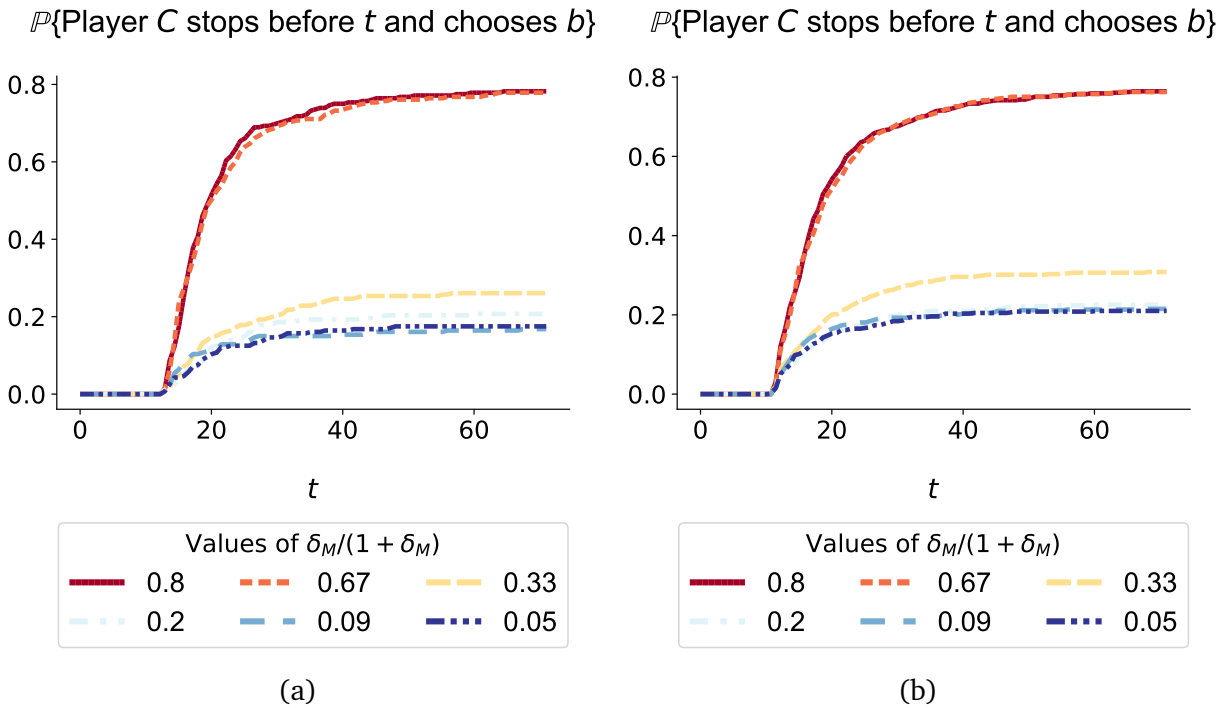 ℙ{Player C stops before t and chooses b}
0.8
0.6
0.4
0.2
0.0
0 20 40 60
t
Values of δ_M/(1 + δ_M)
0.8 0.67 0.33
0.2 0.09 0.05
(a)
ℙ{Player C stops before t and chooses b}
0.8
0.6
0.4
0.2
0.0
0 20 40 60
t
Values of δ_M/(1 + δ_M)
0.8 0.67 0.33
0.2 0.09 0.05
(b)